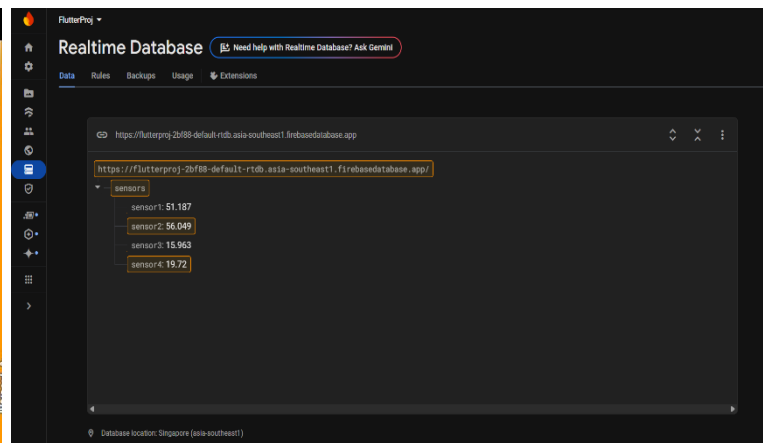 FlutterProj
Realtime Database
Need help with Realtime Database? Ask Gemini
Data Rules Backups Usage Extensions
https://flutterproj-2bf88-default-rtdb.asia-southeast1.firebasedatabase.app
https://flutterproj-2bf88-default-rtdb.asia-southeast1.firebasedatabase.app/
sensors
sensor1: 51.187
sensor2: 56.049
sensor3: 15.963
sensor4: 19.72
Database location: Singapore (asia-southeast1)